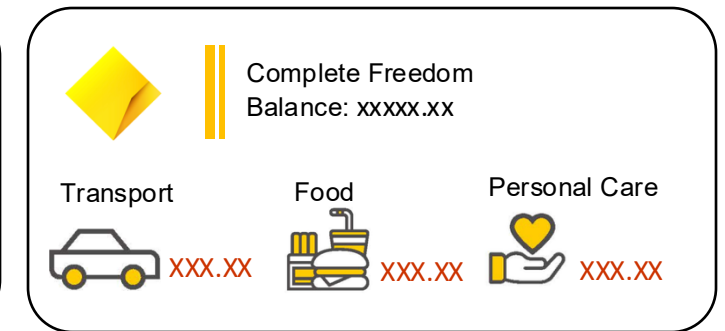 Complete Freedom
Balance: xxxxx.xx
Transport
Food
Personal Care
XXX.XX
XXX.XX
XXX.XX